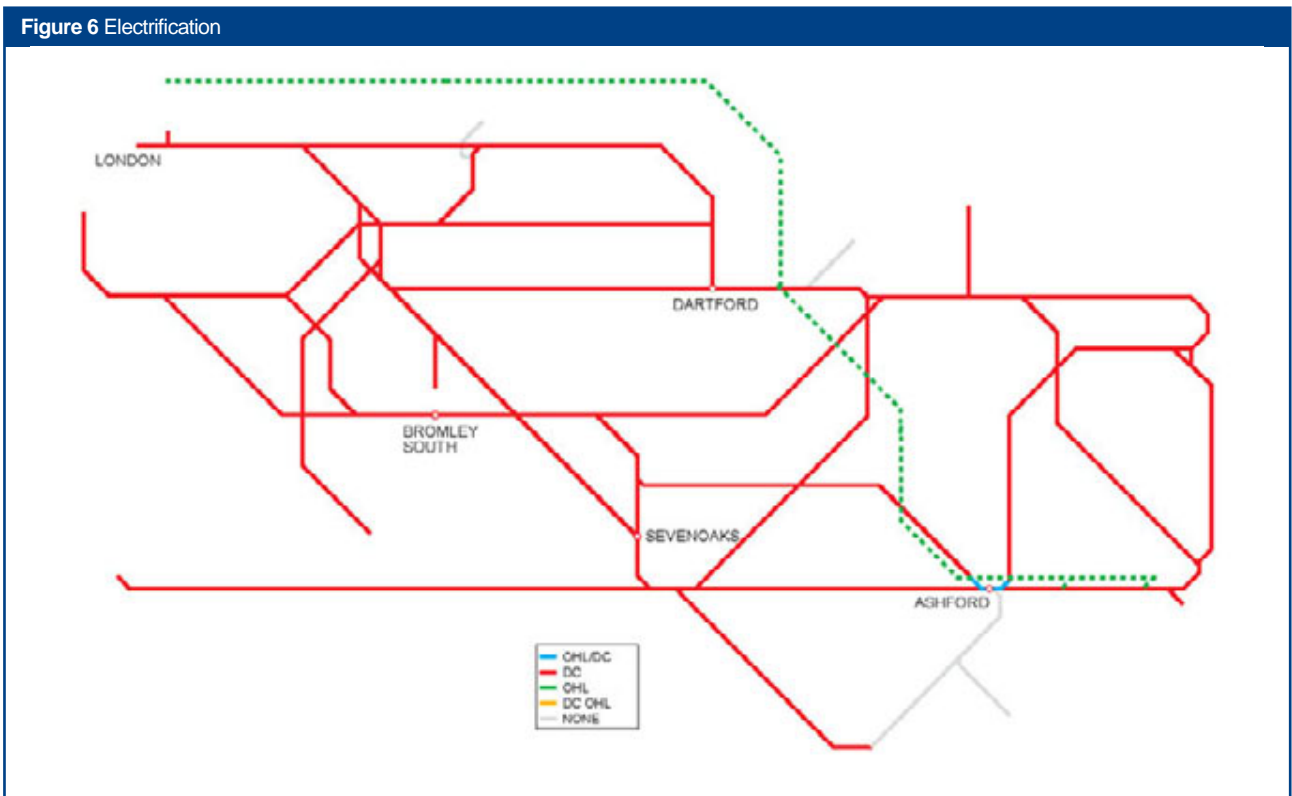 Figure 6 Electrification
LONDON
DARTFORD
BROMLEY
SOUTH
SEVENOAKS
ASHFORD
OHL/DC
DC
OHL
DC OHL
NONE